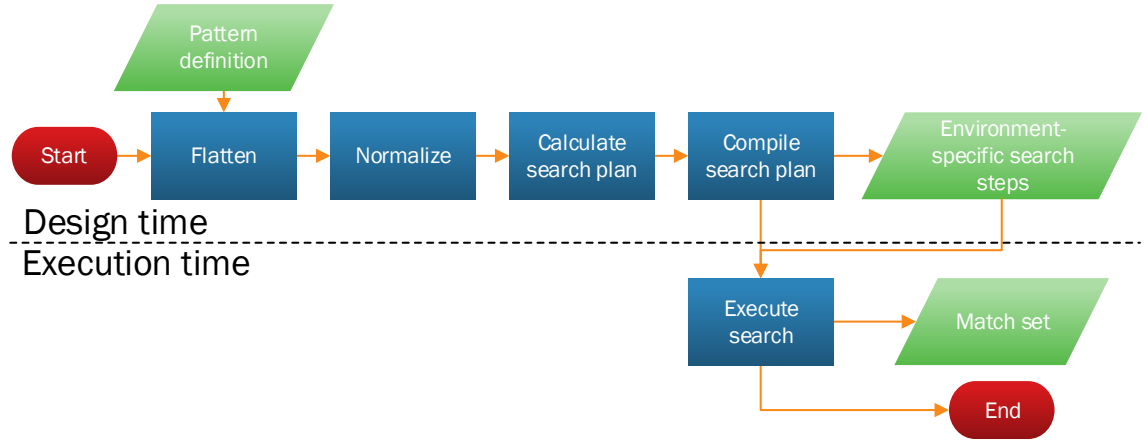 Pattern
definition
Start
Flatten
Normalize
Calculate
search plan
Compile
search plan
Environment-
specific search
steps
Design time
Execution time
Execute
search
Match set
End